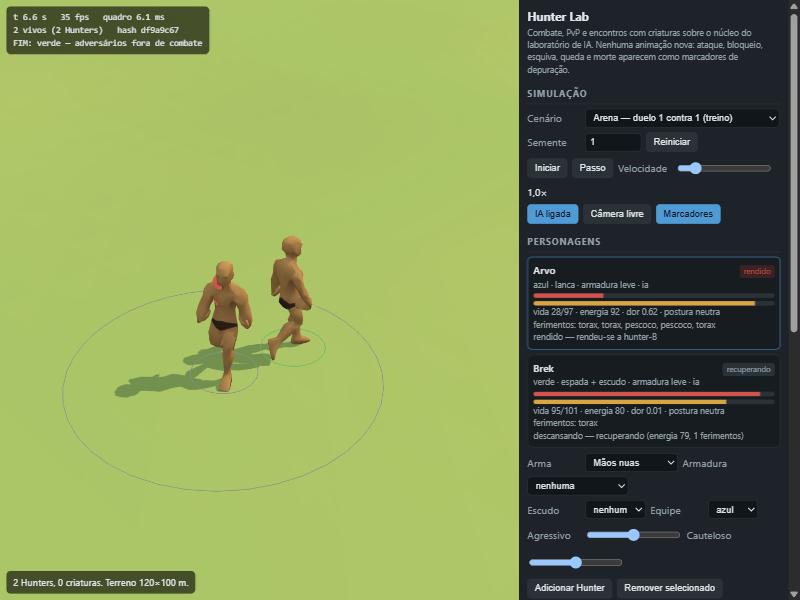 t 6.6 s   35 fps   quadro 6.1 ms
2 vivos (2 Hunters)   hash df9a9c67
FIM: verde — adversários fora de combate
2 Hunters, 0 criaturas. Terreno 120×100 m.
Hunter Lab
Combate, PvP e encontros com criaturas sobre o núcleo do
laboratório de IA. Nenhuma animação nova: ataque, bloqueio,
esquiva, queda e morte aparecem como marcadores de
depuração.
SIMULAÇÃO
Cenário   Arena — duelo 1 contra 1 (treino)
Semente   1   Reiniciar
Iniciar   Passo   Velocidade
1,0×
IA ligada   Câmera livre   Marcadores
PERSONAGENS
Arvo   rendido
azul · lanca · armadura leve · ia
vida 28/97 · energia 92 · dor 0.62 · postura neutra
ferimentos: torax, torax, pescoco, pescoco, torax
rendido — rendeu-se a hunter-B
Brek   recuperando
verde · espada + escudo · armadura leve · ia
vida 95/101 · energia 80 · dor 0.01 · postura neutra
ferimentos: torax
descansando — recuperando (energia 79, 1 ferimentos)
Arma   Mãos nuas   Armadura
nenhuma
Escudo   nenhum   Equipe   azul
Agressivo   Cauteloso
Adicionar Hunter   Remover selecionado